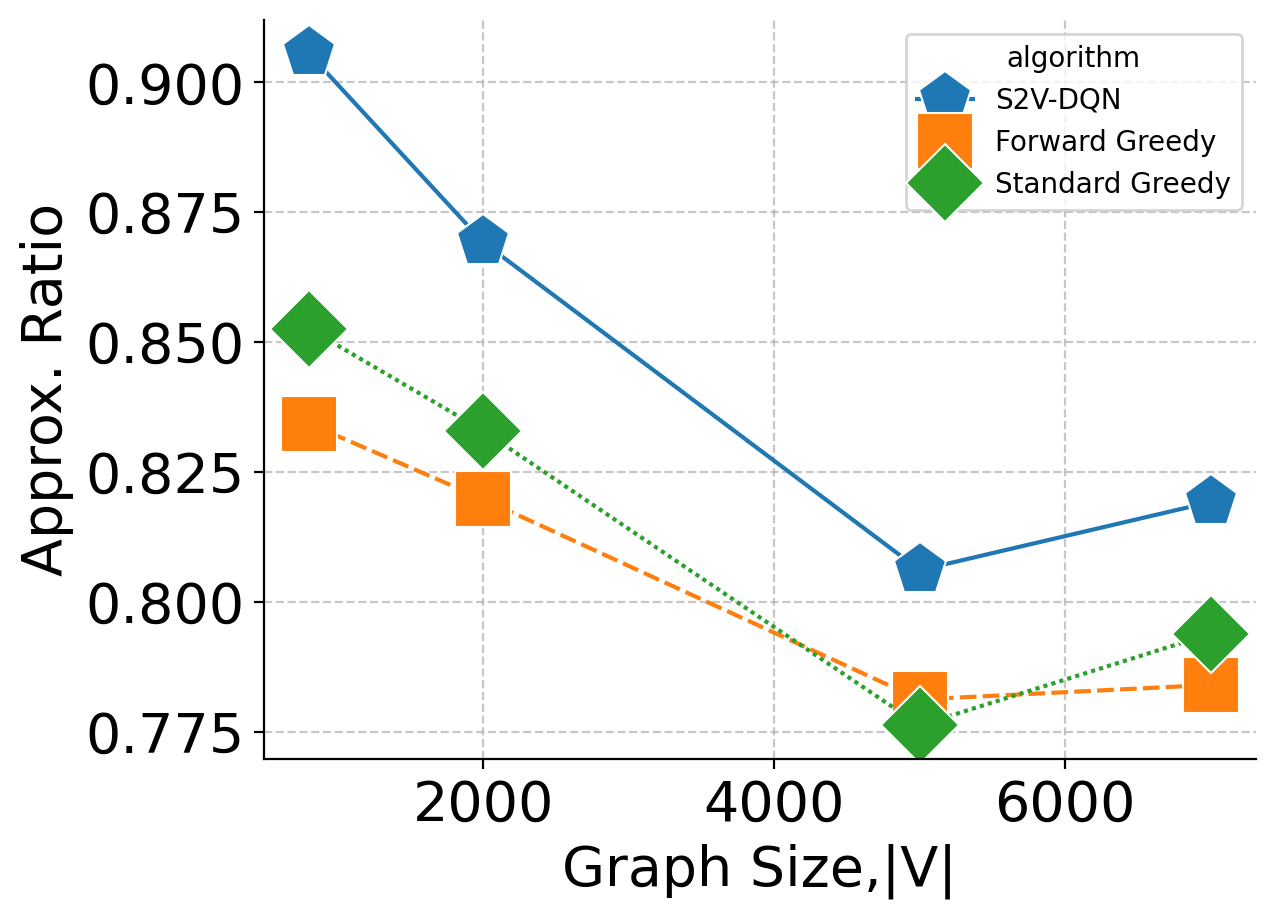 0.900
0.875
0.850
0.825
0.800
0.775
Approx. Ratio
2000 4000 6000
Graph Size,|V|
algorithm
S2V-DQN
Forward Greedy
Standard Greedy